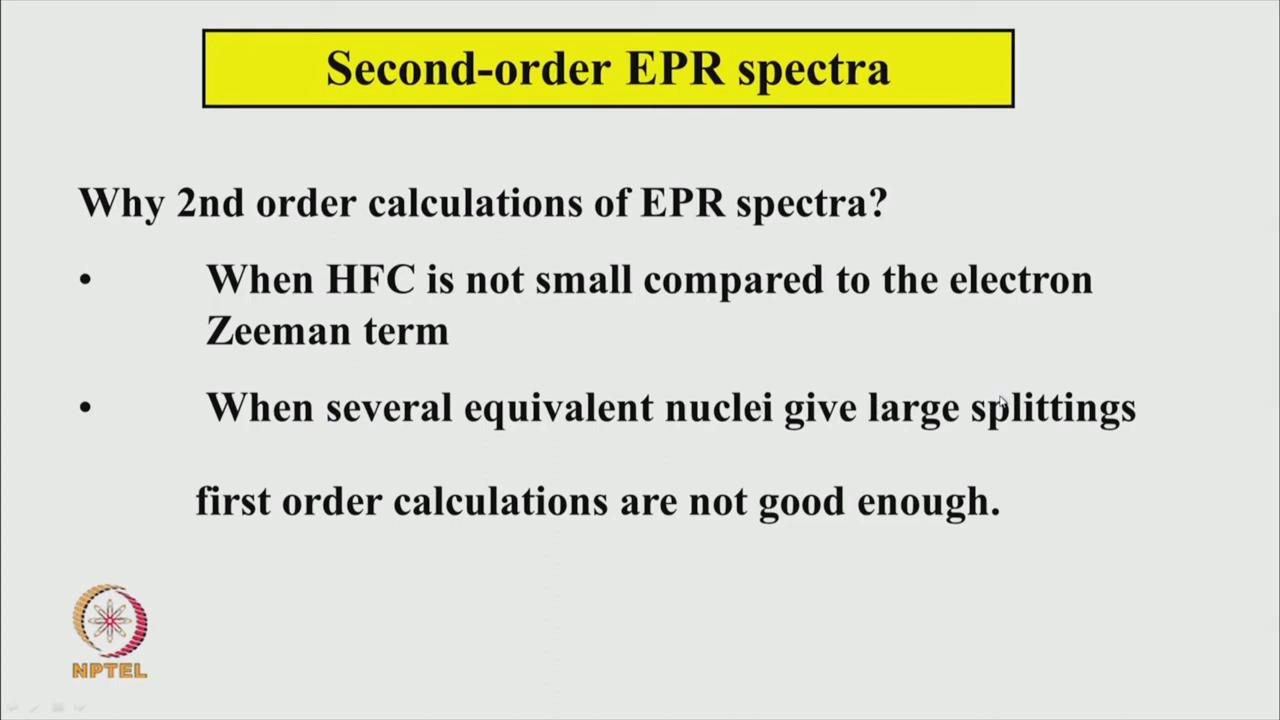 Second-order EPR spectra
Why 2nd order calculations of EPR spectra?
• When HFC is not small compared to the electron
Zeeman term
• When several equivalent nuclei give large splittings
first order calculations are not good enough.
NPTEL